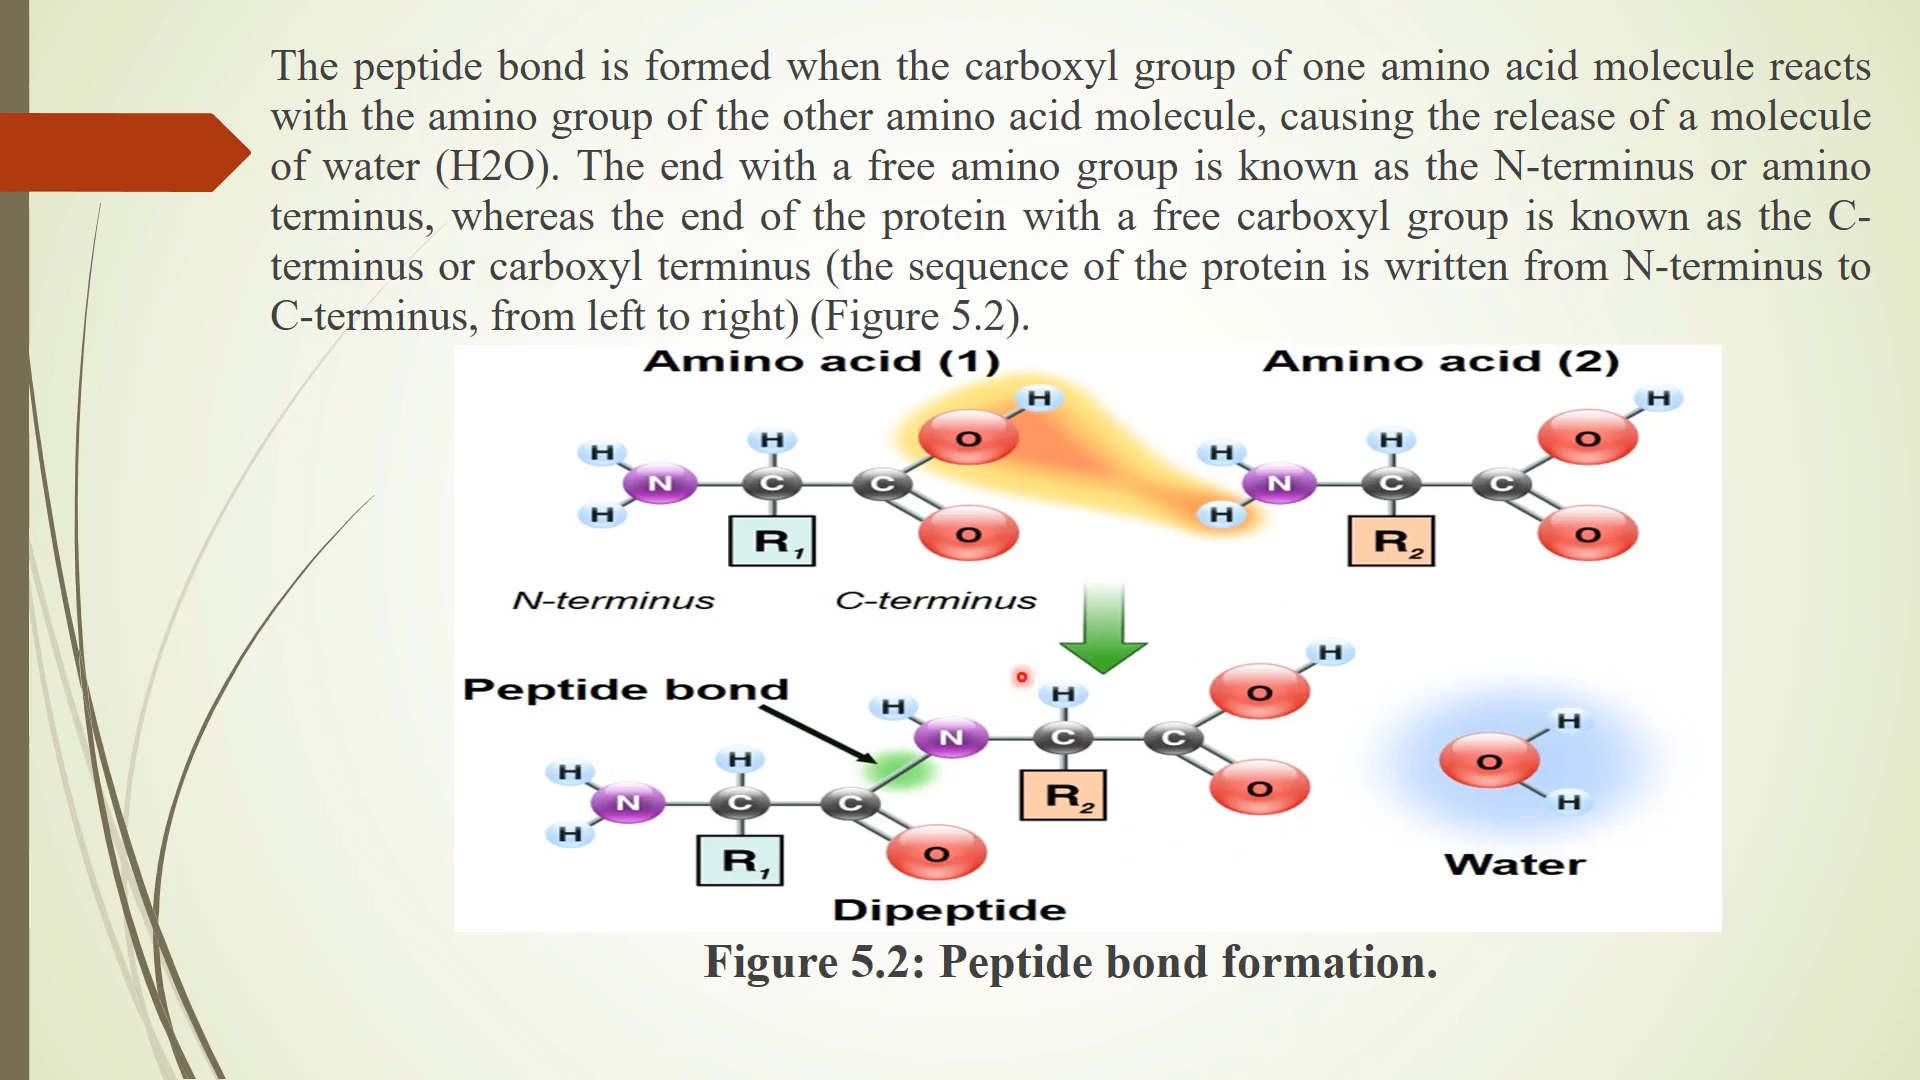 The peptide bond is formed when the carboxyl group of one amino acid molecule reacts
with the amino group of the other amino acid molecule, causing the release of a molecule
of water (H2O). The end with a free amino group is known as the N-terminus or amino
terminus, whereas the end of the protein with a free carboxyl group is known as the C-
terminus or carboxyl terminus (the sequence of the protein is written from N-terminus to
C-terminus, from left to right) (Figure 5.2).
Amino acid (1) Amino acid (2)
H H
O O
H H H H
N C C N C C
H H
R1 O R2 O
N-terminus C-terminus
H
Peptide bond H H O
N C C O H
H H R2 O
N C C H
H
R1 O
Water
Dipeptide
Figure 5.2: Peptide bond formation.